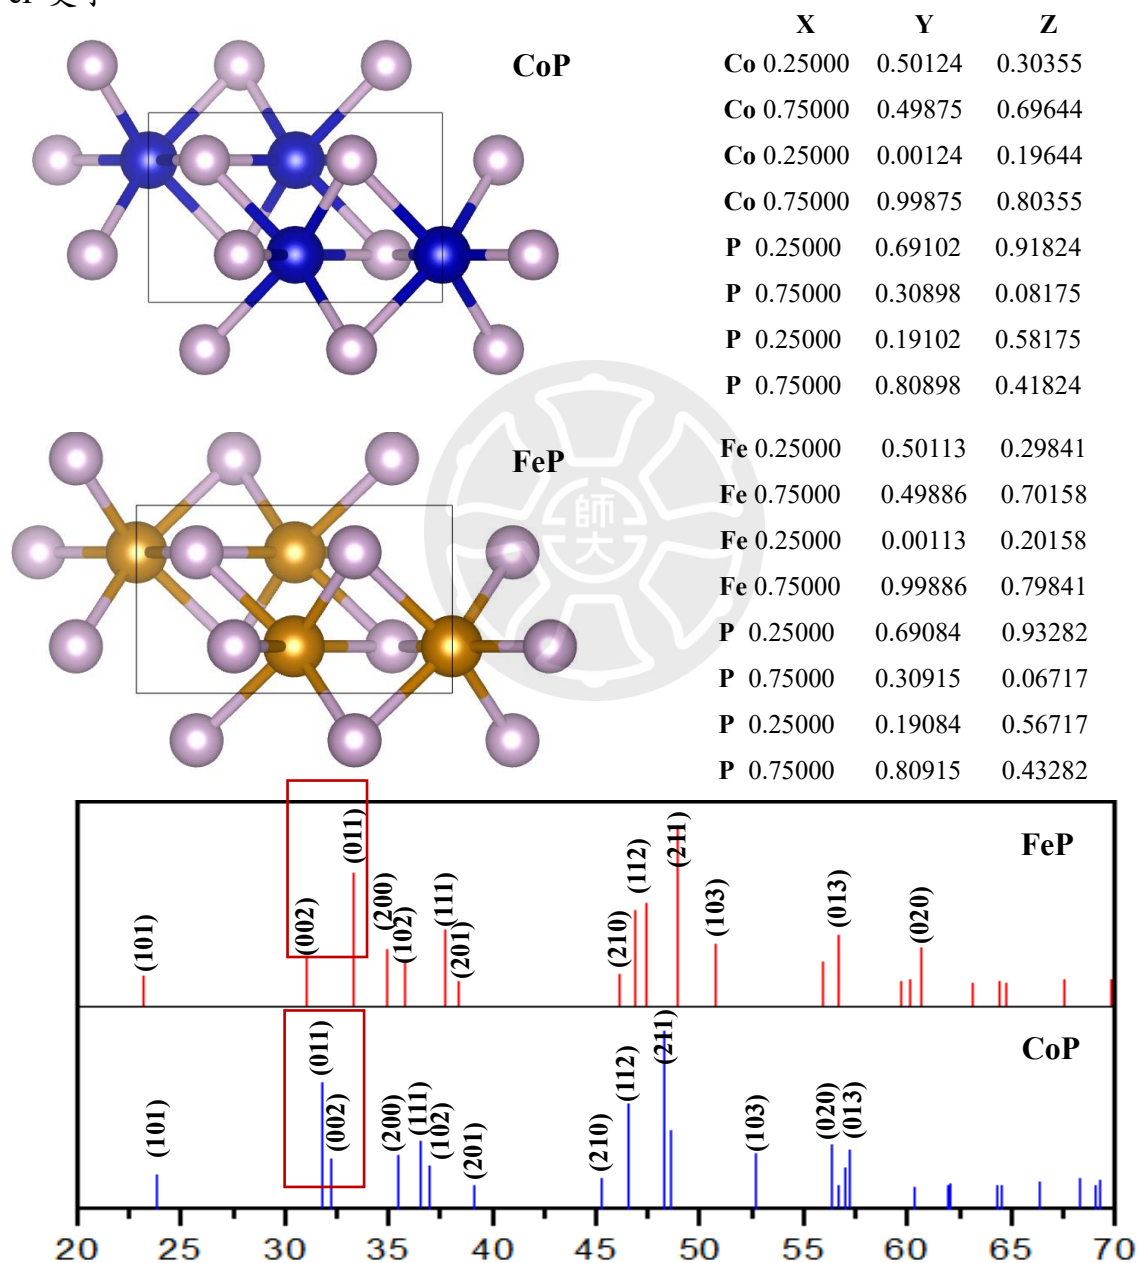 X Y Z
CoP
Co 0.25000 0.50124 0.30355
Co 0.75000 0.49875 0.69644
Co 0.25000 0.00124 0.19644
Co 0.75000 0.99875 0.80355
P 0.25000 0.69102 0.91824
P 0.75000 0.30898 0.08175
P 0.25000 0.19102 0.58175
P 0.75000 0.80898 0.41824
FeP
Fe 0.25000 0.50113 0.29841
Fe 0.75000 0.49886 0.70158
Fe 0.25000 0.00113 0.20158
Fe 0.75000 0.99886 0.79841
P 0.25000 0.69084 0.93282
P 0.75000 0.30915 0.06717
P 0.25000 0.19084 0.56717
P 0.75000 0.80915 0.43282
師大
FeP
(101) (002) (011) (200) (102) (111) (201) (210) (112) (211) (103) (013) (020)
CoP
(101) (011) (002) (200) (111) (102) (201) (210) (112) (211) (103) (020) (013)
20 25 30 35 40 45 50 55 60 65 70